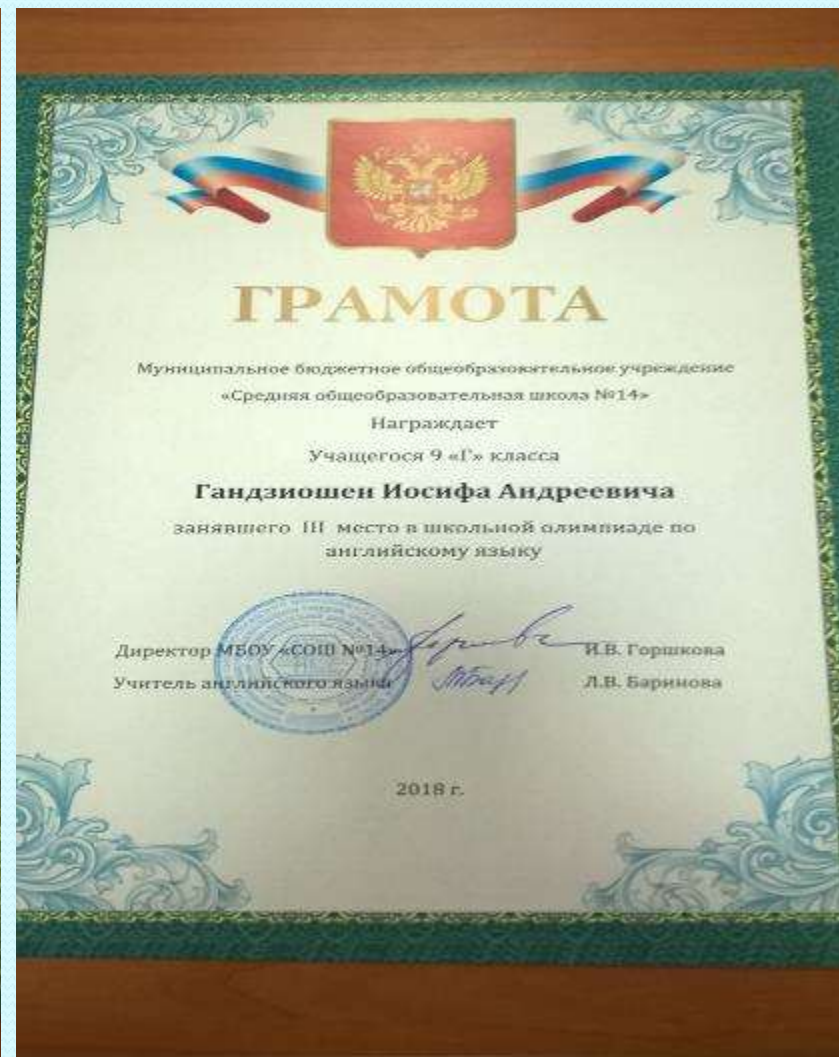 ГРАМОТА
Муниципальное бюджетное общеобразовательное учреждение
«Средняя общеобразовательная школа №14»
Награждает
Учащегося 9 «Г» класса
Гандзиошен Иосифа Андреевича
занявшего III место в школьной олимпиаде по
английскому языку
Директор МБОУ «СОШ №14» И.В. Горшкова
Учитель английского языка Л.В. Баринова
2018 г.